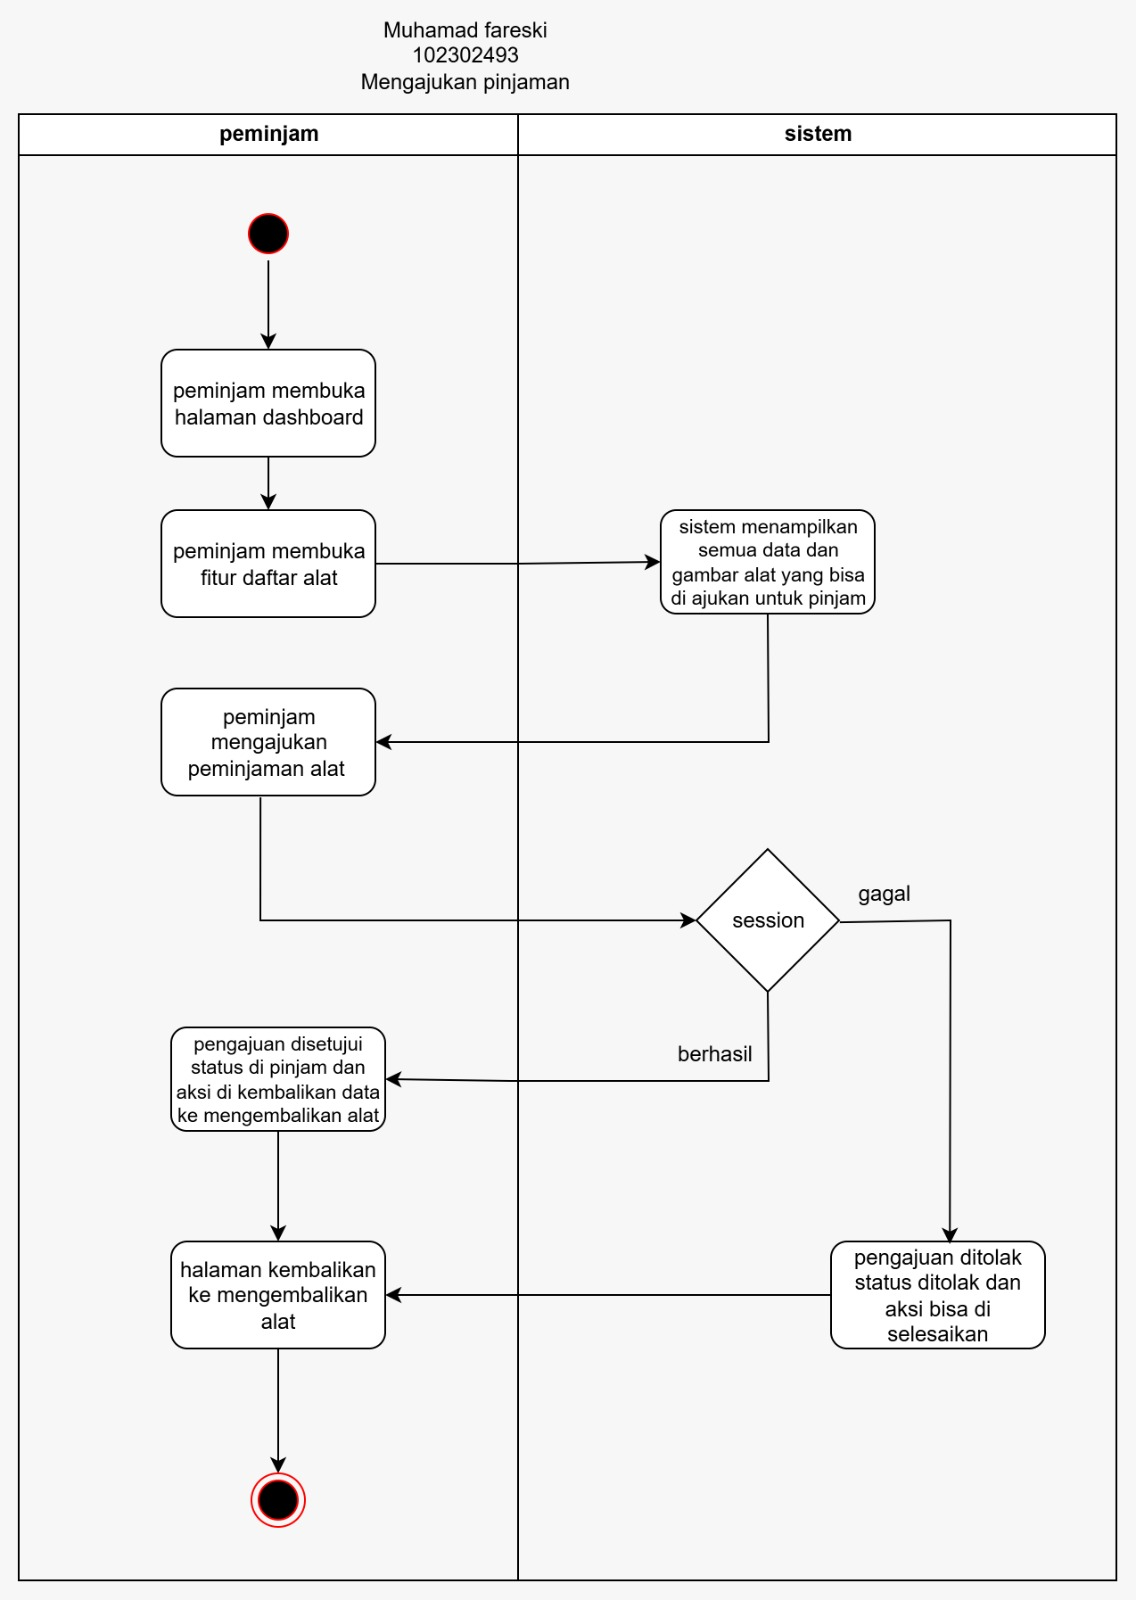 Muhamad fareski
102302493
Mengajukan pinjaman
peminjam
sistem
peminjam membuka
halaman dashboard
peminjam membuka
fitur daftar alat
sistem menampilkan
semua data dan
gambar alat yang bisa
di ajukan untuk pinjam
peminjam
mengajukan
peminjaman alat
session
gagal
berhasil
pengajuan disetujui
status di pinjam dan
aksi di kembalikan data
ke mengembalikan alat
halaman kembalikan
ke mengembalikan
alat
pengajuan ditolak
status ditolak dan
aksi bisa di
selesaikan